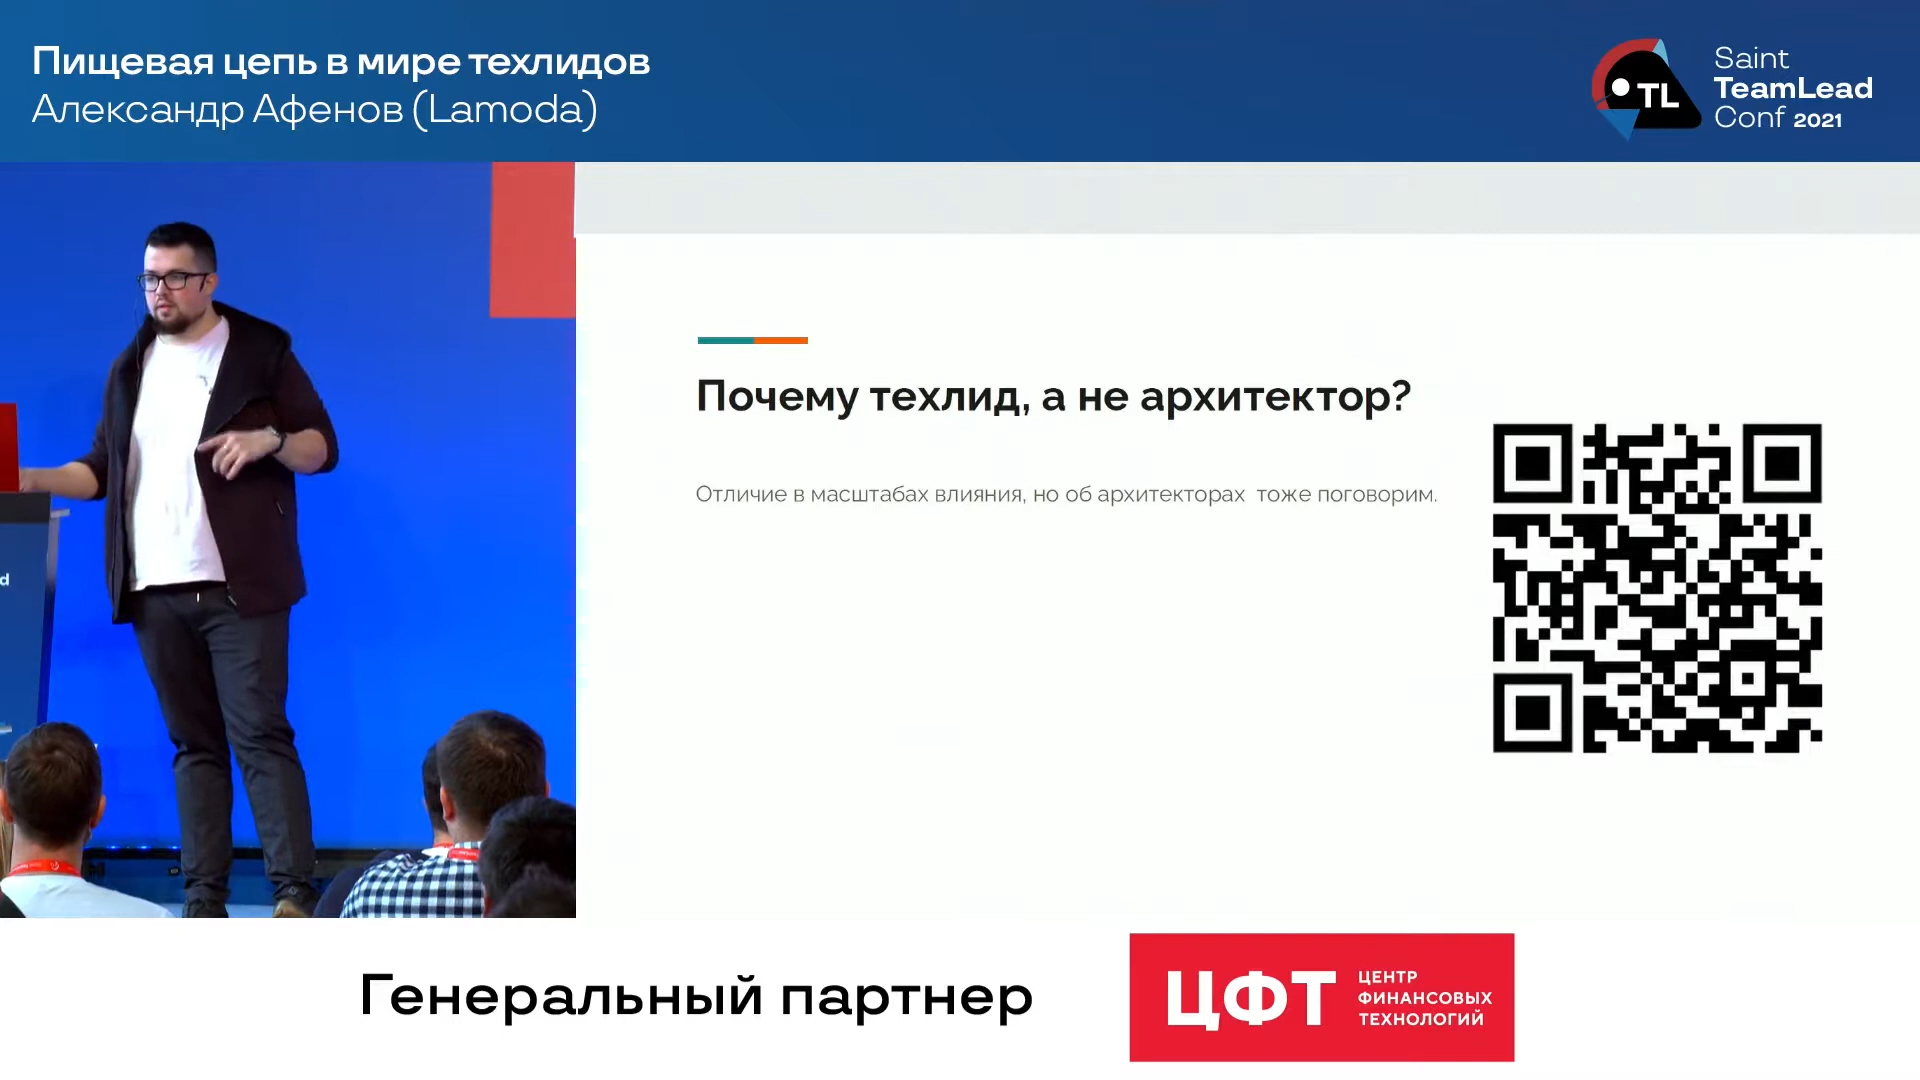 Пищевая цепь в мире техлидов
Александр Афенов (Lamoda)
TL
Saint
TeamLead
Conf 2021
Почему техлид, а не архитектор?
Отличие в масштабах влияния, но об архитекторах тоже поговорим.
d
Генеральный партнер
ЦФТ
ЦЕНТР
ФИНАНСОВЫХ
ТЕХНОЛОГИЙ